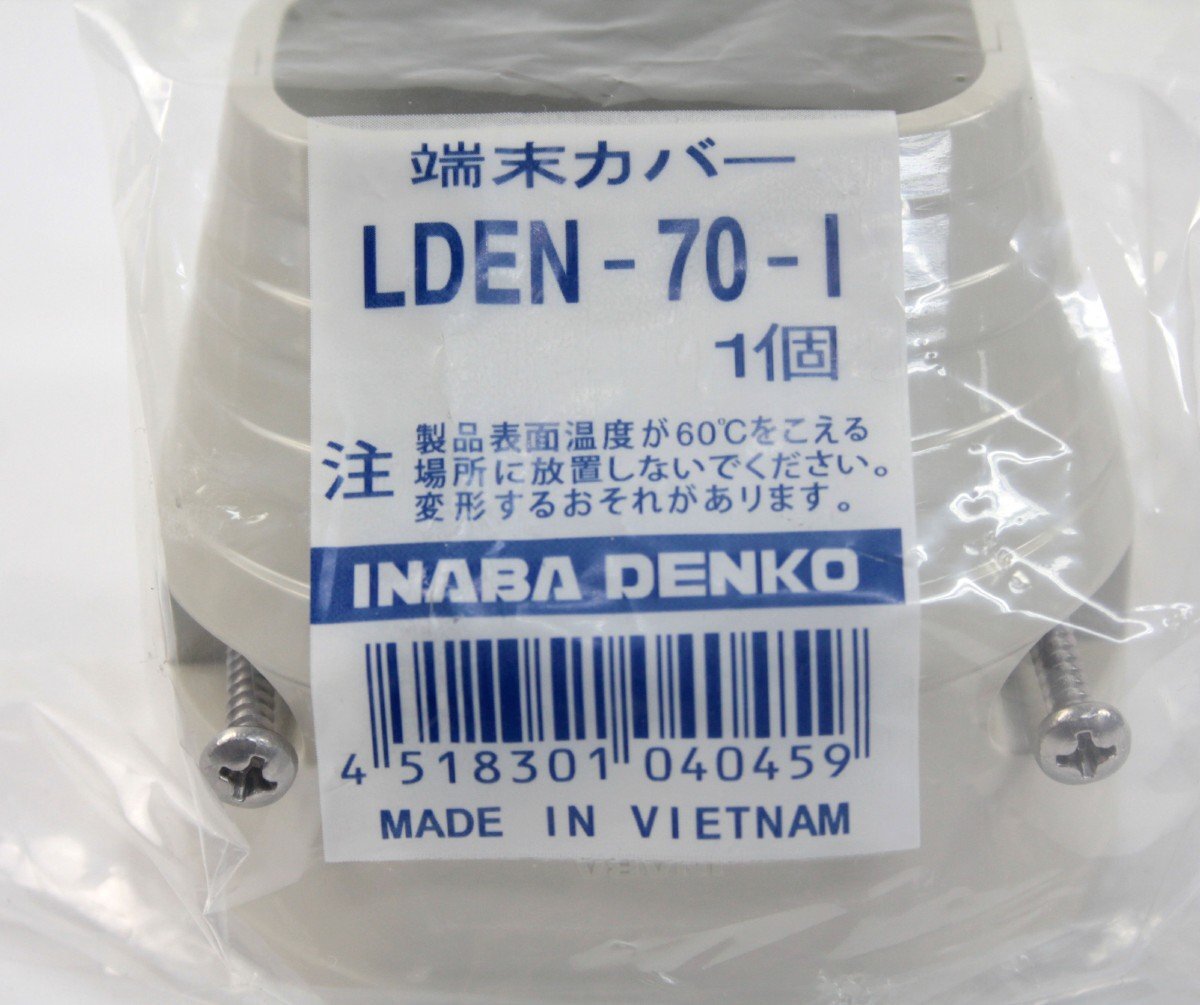 端末カバー
LDEN-70-I
1個
注 製品表面温度が60℃をこえる
場所に放置しないでください。
変形するおそれがあります。
INABA DENKO
4 518301 040459
MADE IN VIETNAM